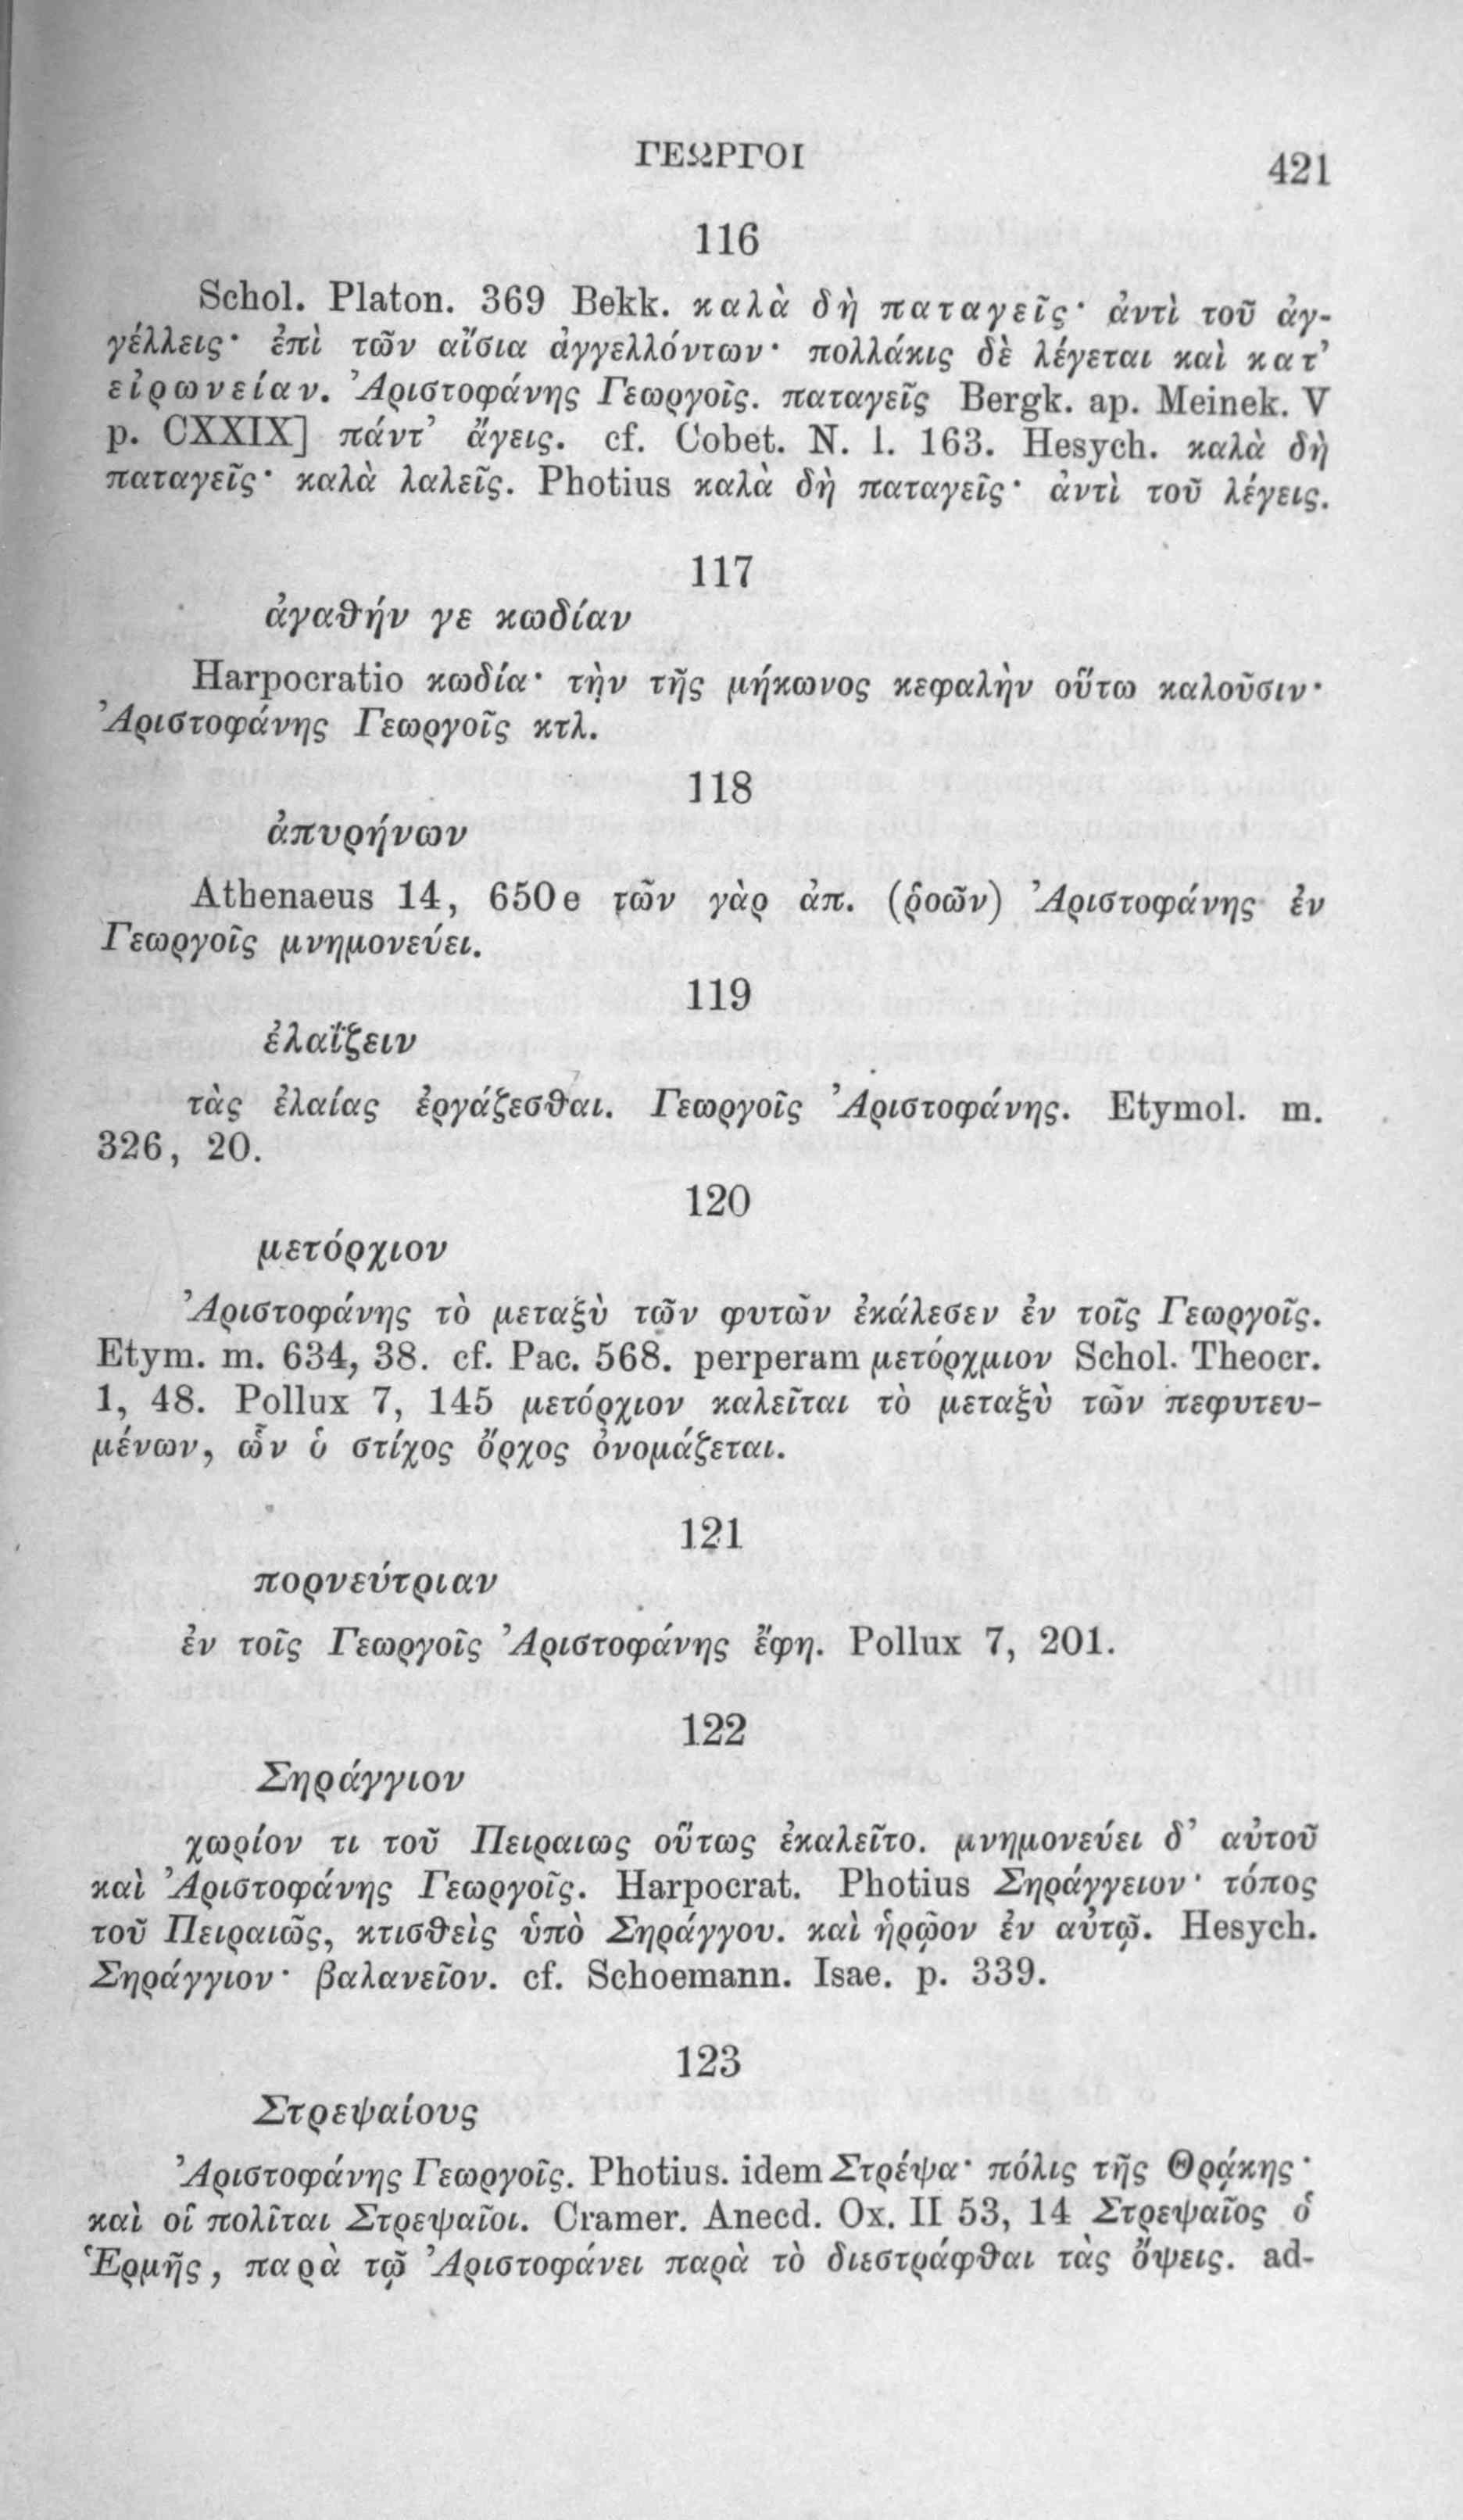 ΓΕΩΡΓΟΙ 421
116
Schol. Platon. 369 Bekk. καλὰ δὴ παταγεῖς· ἀντὶ τοῦ ἀγ-
γέλλεις· ἐπὶ τῶν αἴσια ἀγγελλόντων· πολλάκις δὲ λέγεται καὶ κατ’
εἰρωνείαν. Ἀριστοφάνης Γεωργοῖς. παταγεῖς Bergk. ap. Meinek. V
p. CXXIX] πάντ’ ἄγεις. cf. Cobet. N. l. 163. Hesych. καλὰ δὴ
παταγεῖς· καλὰ λαλεῖς. Photius καλὰ δὴ παταγεῖς· ἀντὶ τοῦ λέγεις.
117
ἀγαθήν γε κωδίαν
Harpocratio κωδία· τὴν τῆς μήκωνος κεφαλὴν οὕτω καλοῦσιν·
Ἀριστοφάνης Γεωργοῖς κτλ.
118
ἀπυρήνων
Athenaeus 14, 650e τῶν γὰρ ἀπ. (ῥοῶν) Ἀριστοφάνης ἐν
Γεωργοῖς μνημονεύει.
119
ἐλαΐζειν
τὰς ἐλαίας ἐργάζεσθαι. Γεωργοῖς Ἀριστοφάνης. Etymol. m.
326, 20.
120
μετόρχιον
Ἀριστοφάνης τὸ μεταξὺ τῶν φυτῶν ἐκάλεσεν ἐν τοῖς Γεωργοῖς.
Etym. m. 634, 38. cf. Pac. 568. perperam μετόρχμιον Schol. Theocr.
1, 48. Pollux 7, 145 μετόρχιον καλεῖται τὸ μεταξὺ τῶν πεφυτευ-
μένων, ὧν ὁ στίχος ὄρχος ὀνομάζεται.
121
πορνεύτριαν
ἐν τοῖς Γεωργοῖς Ἀριστοφάνης ἔφη. Pollux 7, 201.
122
Σηράγγιον
χωρίον τι τοῦ Πειραιως οὕτως ἐκαλεῖτο. μνημονεύει δ’ αὐτοῦ
καὶ Ἀριστοφάνης Γεωργοῖς. Harpocrat. Photius Σηράγγειον· τόπος
τοῦ Πειραιῶς, κτισθεὶς ὑπὸ Σηράγγου. καὶ ἡρῷον ἐν αὐτῷ. Hesych.
Σηράγγιον· βαλανεῖον. cf. Schoemann. Isae. p. 339.
123
Στρεψαίους
Ἀριστοφάνης Γεωργοῖς. Photius. idem Στρέψα· πόλις τῆς Θρᾴκης·
καὶ οἱ πολῖται Στρεψαῖοι. Cramer. Anecd. Ox. II 53, 14 Στρεψαῖος ὁ
Ἑρμῆς, παρὰ τῷ Ἀριστοφάνει παρὰ τὸ διεστράφθαι τὰς ὄψεις. ad-